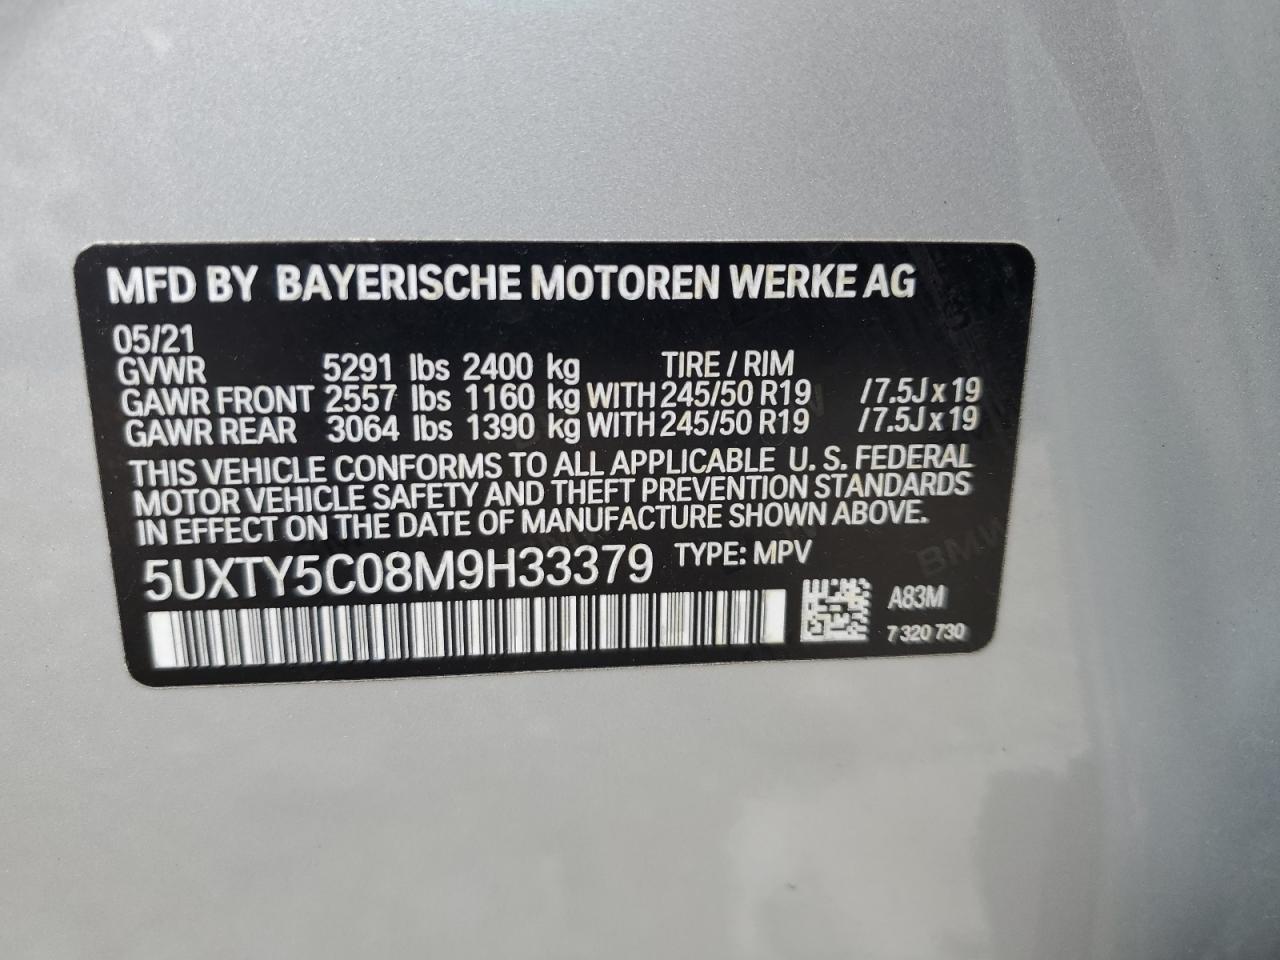 MFD BY BAYERISCHE MOTOREN WERKE AG
05/21
GVWR 5291 lbs 2400 kg TIRE / RIM
GAWR FRONT 2557 lbs 1160 kg WITH 245/50 R19 /7.5J x 19
GAWR REAR 3064 lbs 1390 kg WITH 245/50 R19 /7.5J x 19
THIS VEHICLE CONFORMS TO ALL APPLICABLE U. S. FEDERAL
MOTOR VEHICLE SAFETY AND THEFT PREVENTION STANDARDS
IN EFFECT ON THE DATE OF MANUFACTURE SHOWN ABOVE.
5UXTY5C08M9H33379 TYPE: MPV
A83M
7 320 730
BMW